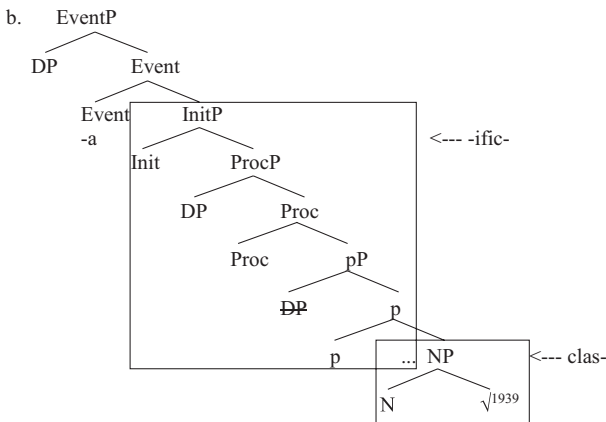 b. EventP
DP Event
Event InitP
-a <--- -ific-
Init ProcP
DP Proc
Proc pP
DP p
p ... NP <--- clas-
N √1939